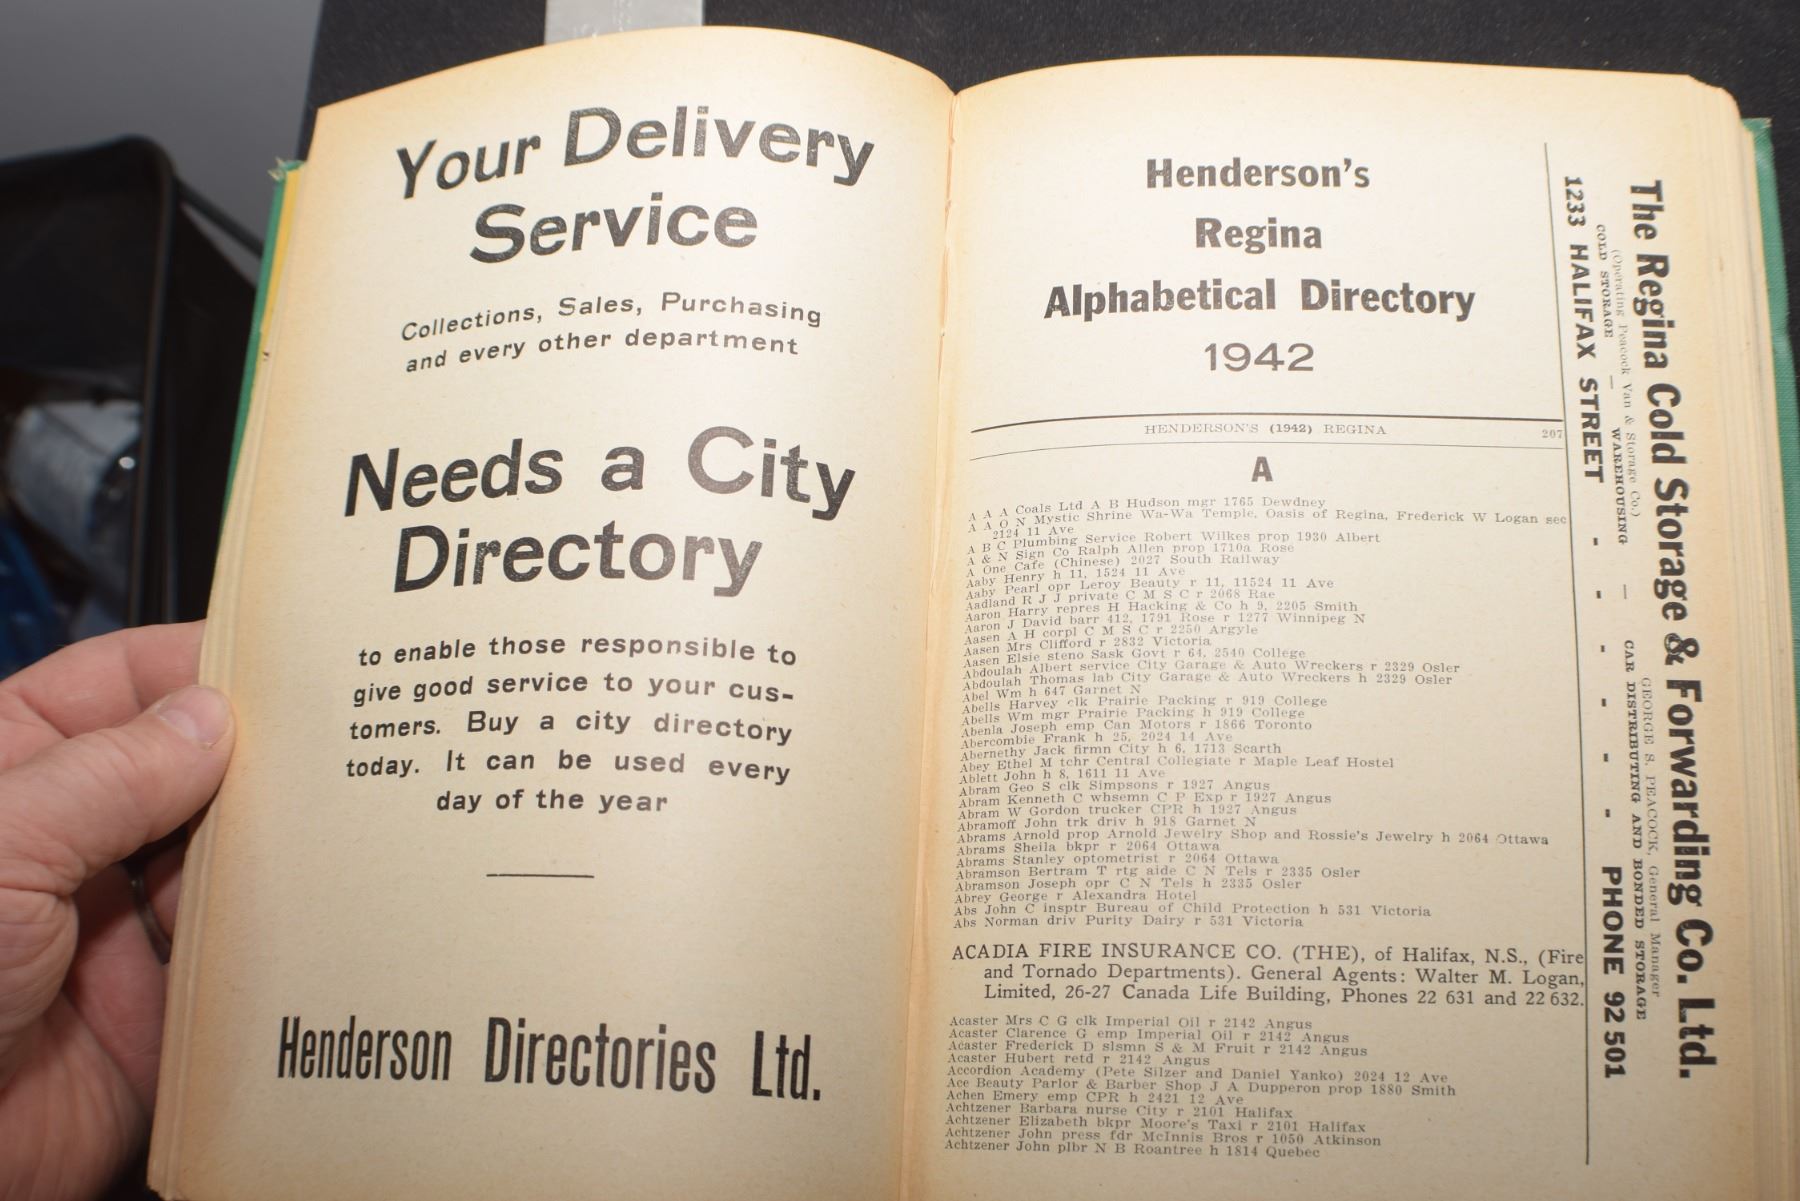 Your Delivery
Service
Collections, Sales, Purchasing
and every other department
Needs a City
Directory
to enable those responsible to
give good service to your cus-
tomers. Buy a city directory
today. It can be used every
day of the year
Henderson Directories Ltd.
Henderson's
Regina
Alphabetical Directory
1942
HENDERSON'S (1942) REGINA 207
A
A A A Coals Ltd A B Hudson mgr 1765 Dewdney
A A O N Mystic Shrine Wa-Wa Temple, Oasis of Regina, Frederick W Logan sec
2124 11 Ave
A B C Plumbing Service Robert Wilkes prop 1930 Albert
A & N Sign Co Ralph Allen prop 1710a Rose
A One Cafe (Chinese) 2027 South Railway
Aaby Henry h 11, 1524 11 Ave
Aaby Pearl opr Leroy Beauty r 11, 11524 11 Ave
Aadland R J J private C M S C r 2068 Rae
Aaron Harry repres H Hacking & Co h 9, 2205 Smith
Aaron J David barr 412, 1791 Rose r 1277 Winnipeg N
Aasen A H corpl C M S C r 2250 Argyle
Aasen Mrs Clifford r 2832 Victoria
Aasen Elsie steno Sask Govt r 64, 2540 College
Abdoulah Albert service City Garage & Auto Wreckers r 2329 Osler
Abdoulah Thomas lab City Garage & Auto Wreckers h 2329 Osler
Abel Wm h 647 Garnet N
Abells Harvey clk Prairie Packing r 919 College
Abells Wm mgr Prairie Packing h 919 College
Abenia Joseph emp Can Motors r 1866 Toronto
Abercombie Frank h 25, 2024 14 Ave
Abernethy Jack firmn City h 6, 1713 Scarth
Abey Ethel M tchr Central Collegiate r Maple Leaf Hostel
Ablett John h 8, 1611 11 Ave
Abram Geo S clk Simpsons r 1927 Angus
Abram Kenneth C whsemn C P Exp r 1927 Angus
Abram W Gordon trucker CPR h 1927 Angus
Abramoff John trk driv h 918 Garnet N
Abrams Arnold prop Arnold Jewelry Shop and Rossie's Jewelry h 2064 Ottawa
Abrams Sheila bkpr r 2064 Ottawa
Abrams Stanley optometrist r 2064 Ottawa
Abramson Bertram T rtg aide C N Tels r 2335 Osler
Abramson Joseph opr C N Tels h 2335 Osler
Abrey George r Alexandra Hotel
Abs John C insptr Bureau of Child Protection h 531 Victoria
Abs Norman driv Purity Dairy r 531 Victoria
ACADIA FIRE INSURANCE CO. (THE), of Halifax, N.S., (Fire
and Tornado Departments). General Agents: Walter M. Logan,
Limited, 26-27 Canada Life Building, Phones 22 631 and 22 632.
Acaster Mrs C G clk Imperial Oil r 2142 Angus
Acaster Clarence G emp Imperial Oil r 2142 Angus
Acaster Frederick D slsmn S & M Fruit r 2142 Angus
Acaster Hubert retd r 2142 Angus
Accordion Academy (Pete Silzer and Daniel Yanko) 2024 12 Ave
Ace Beauty Parlor & Barber Shop J A Dupperon prop 1880 Smith
Achen Emery emp CPR h 2421 12 Ave
Achtzener Barbara nurse City r 2101 Halifax
Achtzener Elizabeth bkpr Moore's Taxi r 2101 Halifax
Achtzener John press fdr McInnis Bros r 1050 Atkinson
Achtzener John plbr N B Roantree h 1814 Quebec
The Regina Cold Storage & Forwarding Co. Ltd.
(Operating Peacock Van & Storage Co.) GEORGE S. PEACOCK, General Manager
COLD STORAGE — WAREHOUSING — CAR DISTRIBUTING AND BONDED STORAGE
1233 HALIFAX STREET - - - - - - PHONE 92 501